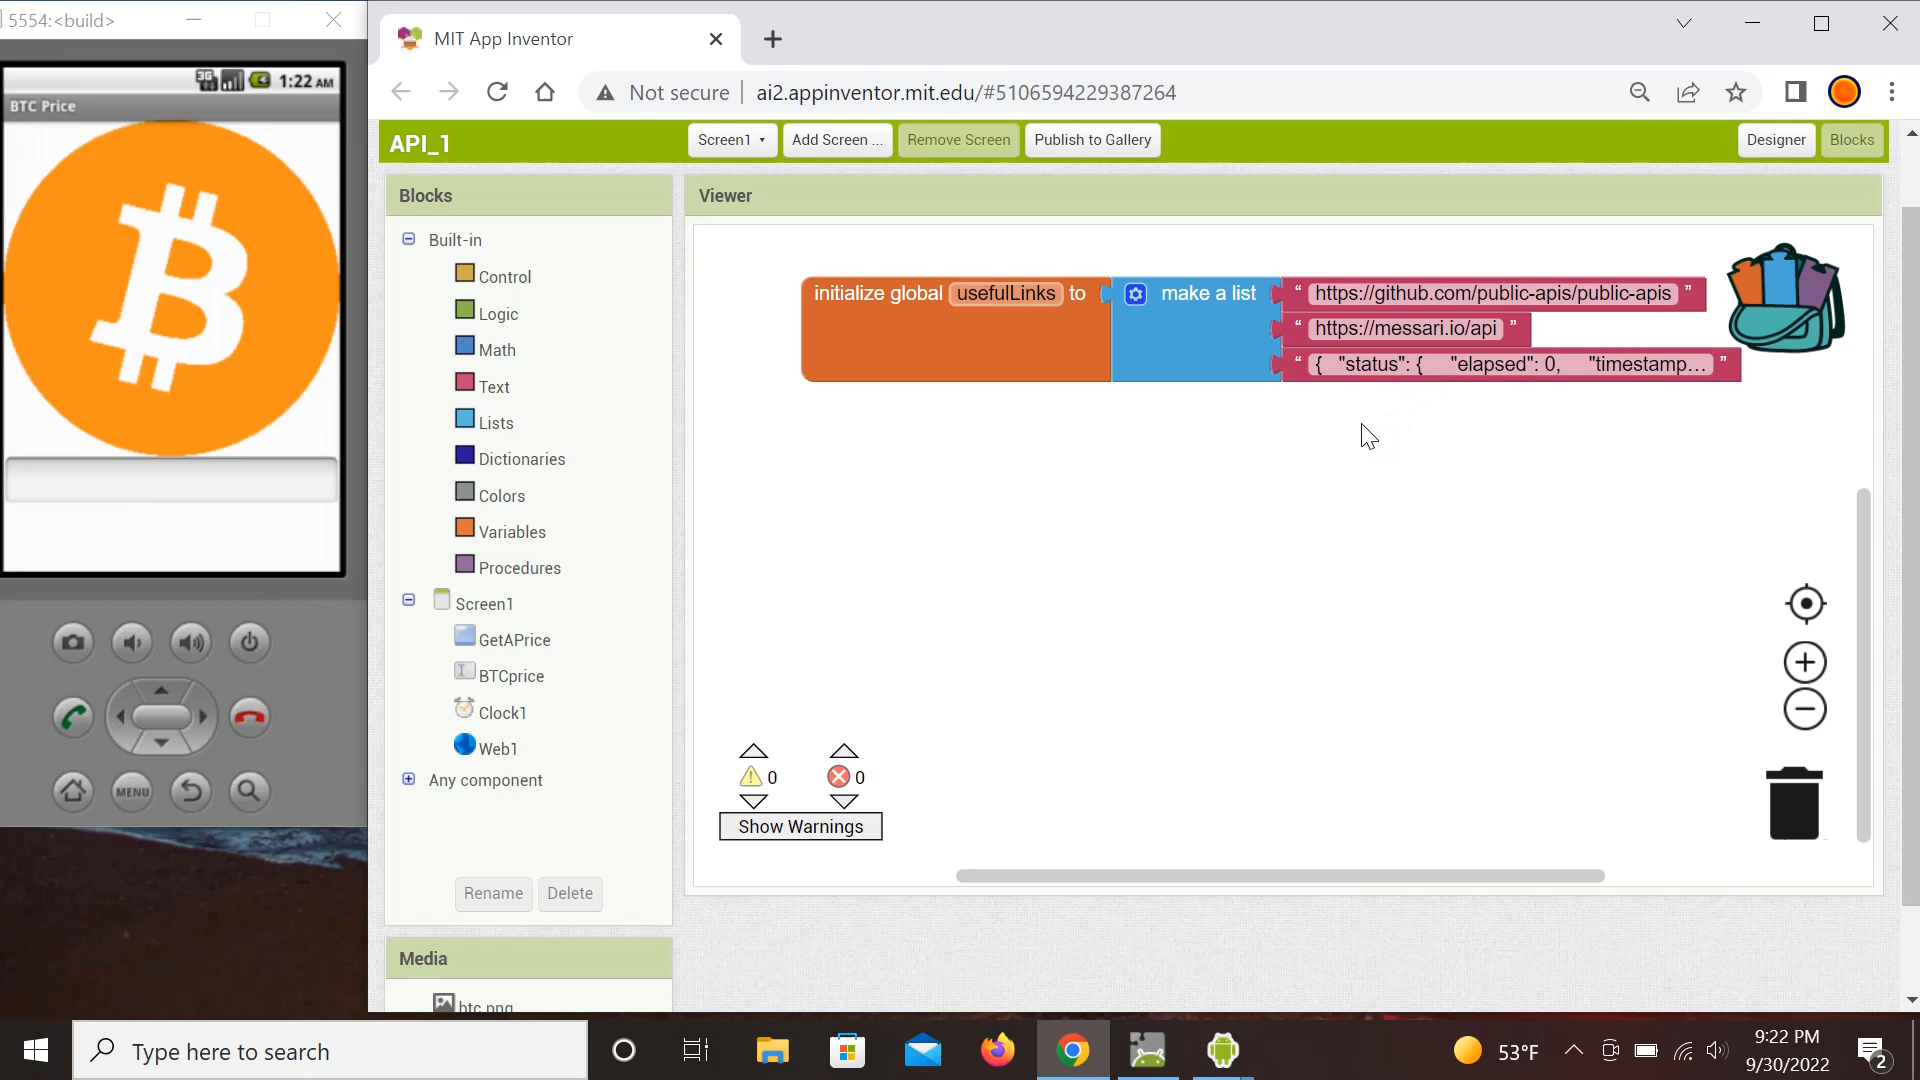 5554:<build>
3G
1:22 AM
BTC Price
MENU
MIT App Inventor
Not secure
ai2.appinventor.mit.edu/#5106594229387264
API_1
Screen1
Add Screen ...
Remove Screen
Publish to Gallery
Designer
Blocks
Blocks
Built-in
Control
Logic
Math
Text
Lists
Dictionaries
Colors
Variables
Procedures
Screen1
GetAPrice
BTCprice
Clock1
Web1
Any component
Rename
Delete
Media
btc.png
Viewer
initialize global usefulLinks to
make a list
“ https://github.com/public-apis/public-apis ”
“ https://messari.io/api ”
“ { "status": { "elapsed": 0, "timestamp... ”
0
0
Show Warnings
Type here to search
53°F
9:22 PM
9/30/2022
2